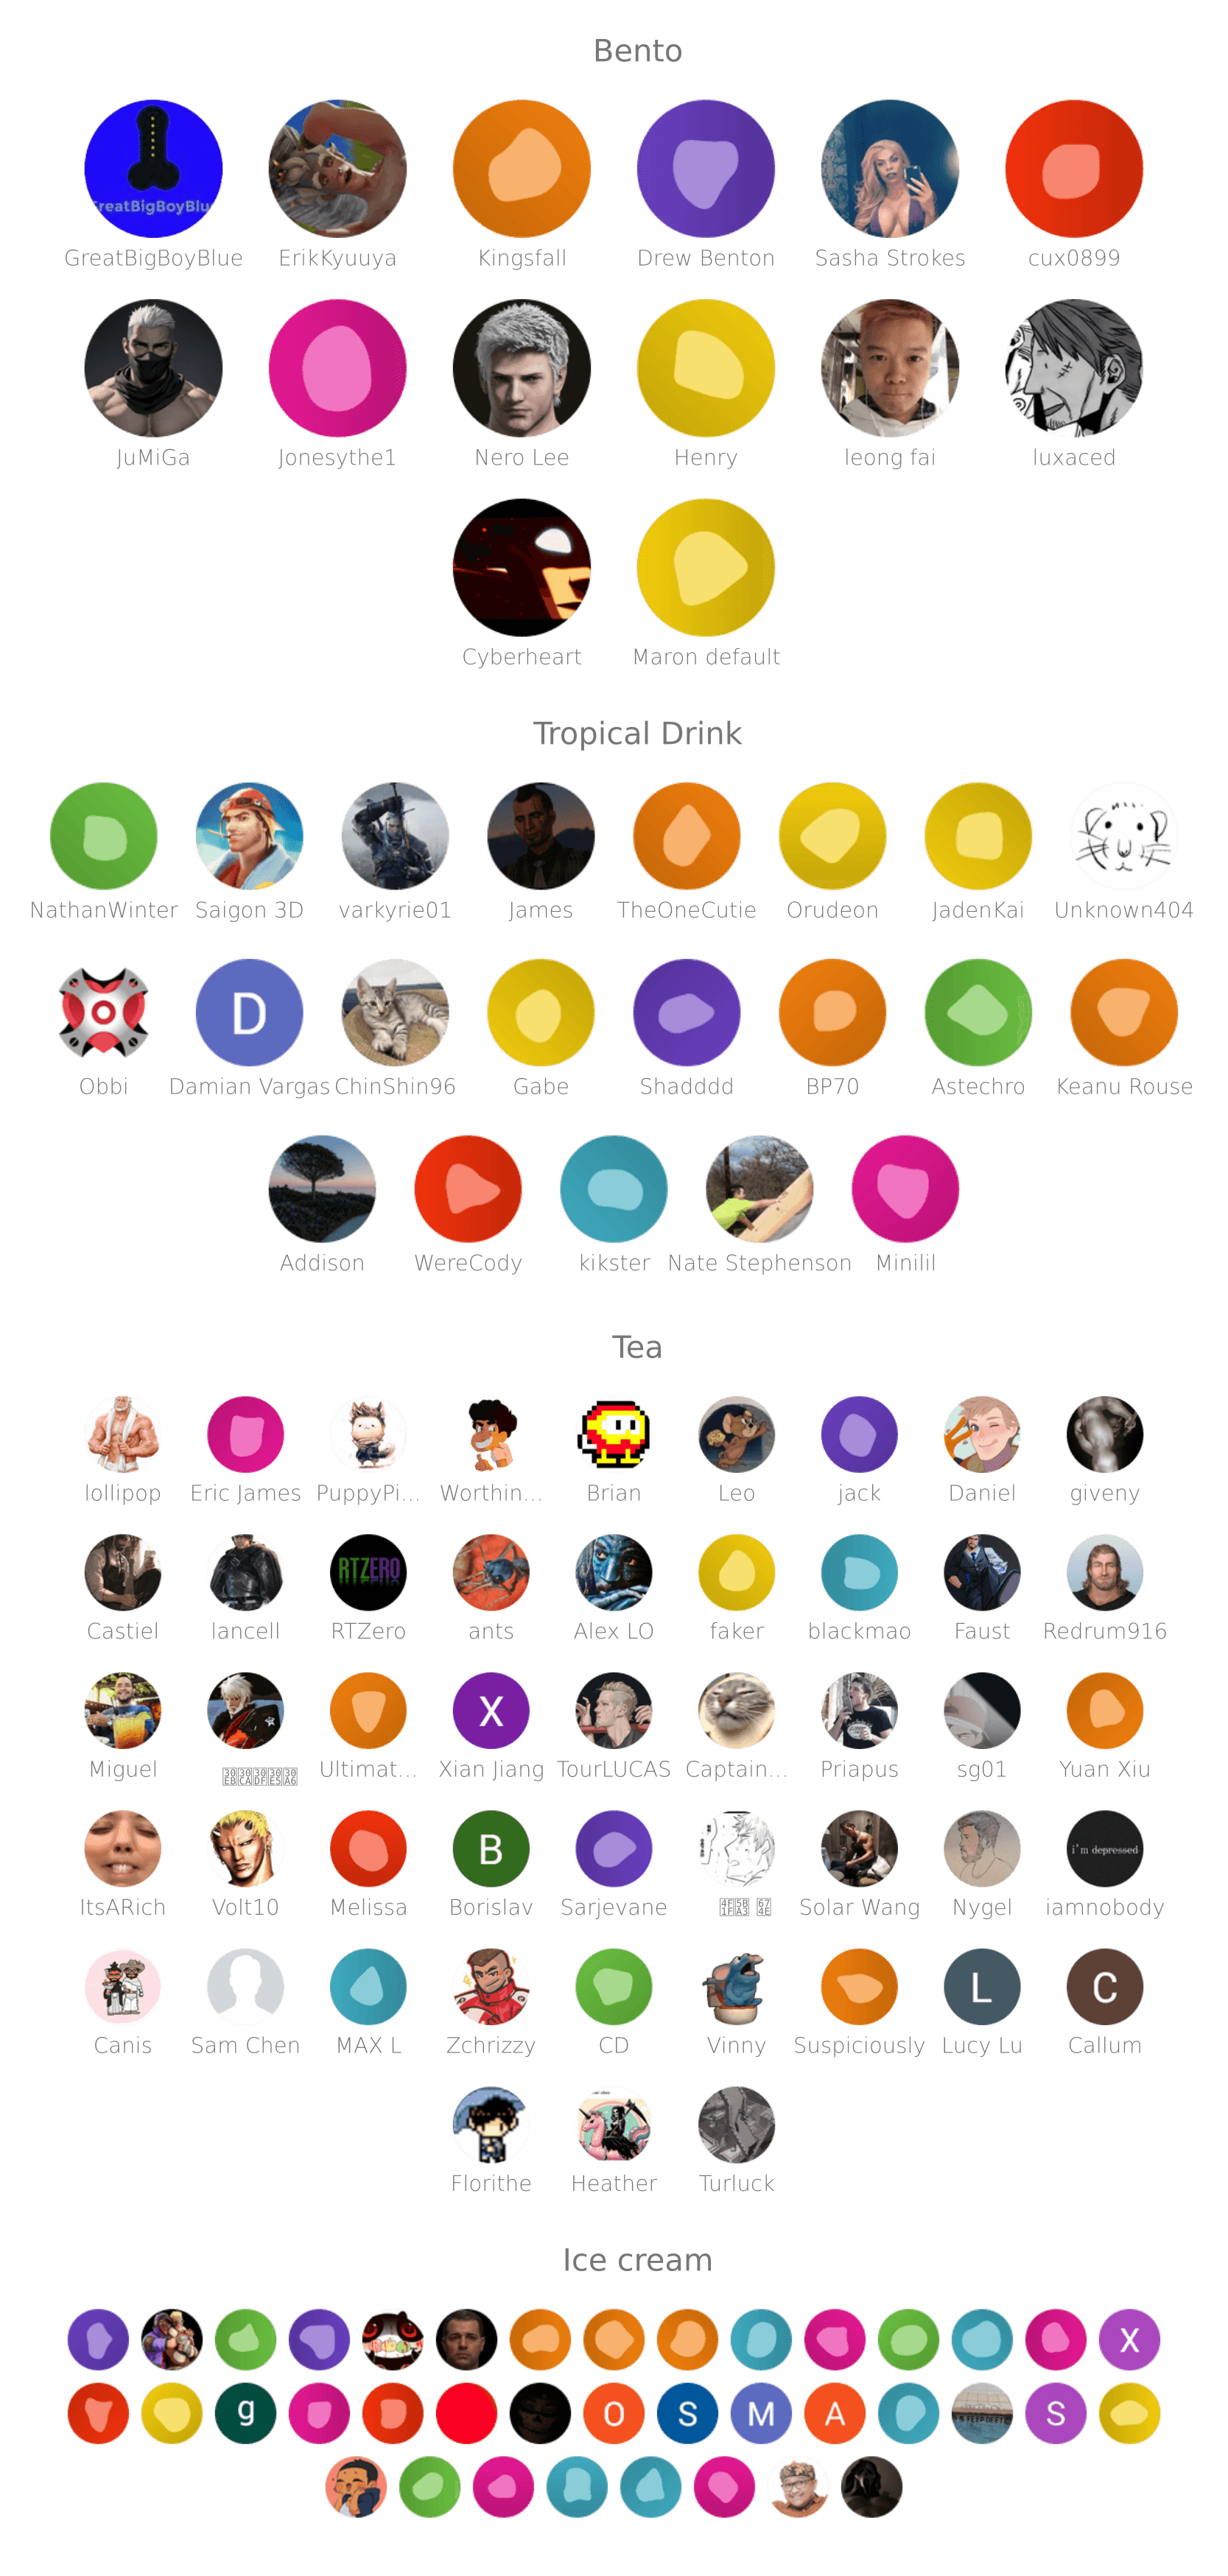 Bento
GreatBigBoyBlu
GreatBigBoyBlue ErikKyuuya Kingsfall Drew Benton Sasha Strokes cux0899
JuMiGa Jonesythe1 Nero Lee Henry leong fai luxaced
Cyberheart Maron default
Tropical Drink
NathanWinter Saigon 3D varkyrie01 James TheOneCutie Orudeon JadenKai Unknown404
D
Obbi Damian Vargas ChinShin96 Gabe Shadddd BP70 Astechro Keanu Rouse
Addison WereCody kikster Nate Stephenson Minilil
Tea
lollipop Eric James PuppyPi... Worthin... Brian Leo jack Daniel giveny
RTZERO
Castiel lancell RTZero ants Alex LO faker blackmao Faust Redrum916
X
Miguel Ultimat... Xian Jiang TourLUCAS Captain... Priapus sg01 Yuan Xiu
B i'm depressed
ItsARich Volt10 Melissa Borislav Sarjevane Solar Wang Nygel iamnobody
L C
Canis Sam Chen MAX L Zchrizzy CD Vinny Suspiciously Lucy Lu Callum
Florithe Heather Turluck
Ice cream
X
g O S M A S